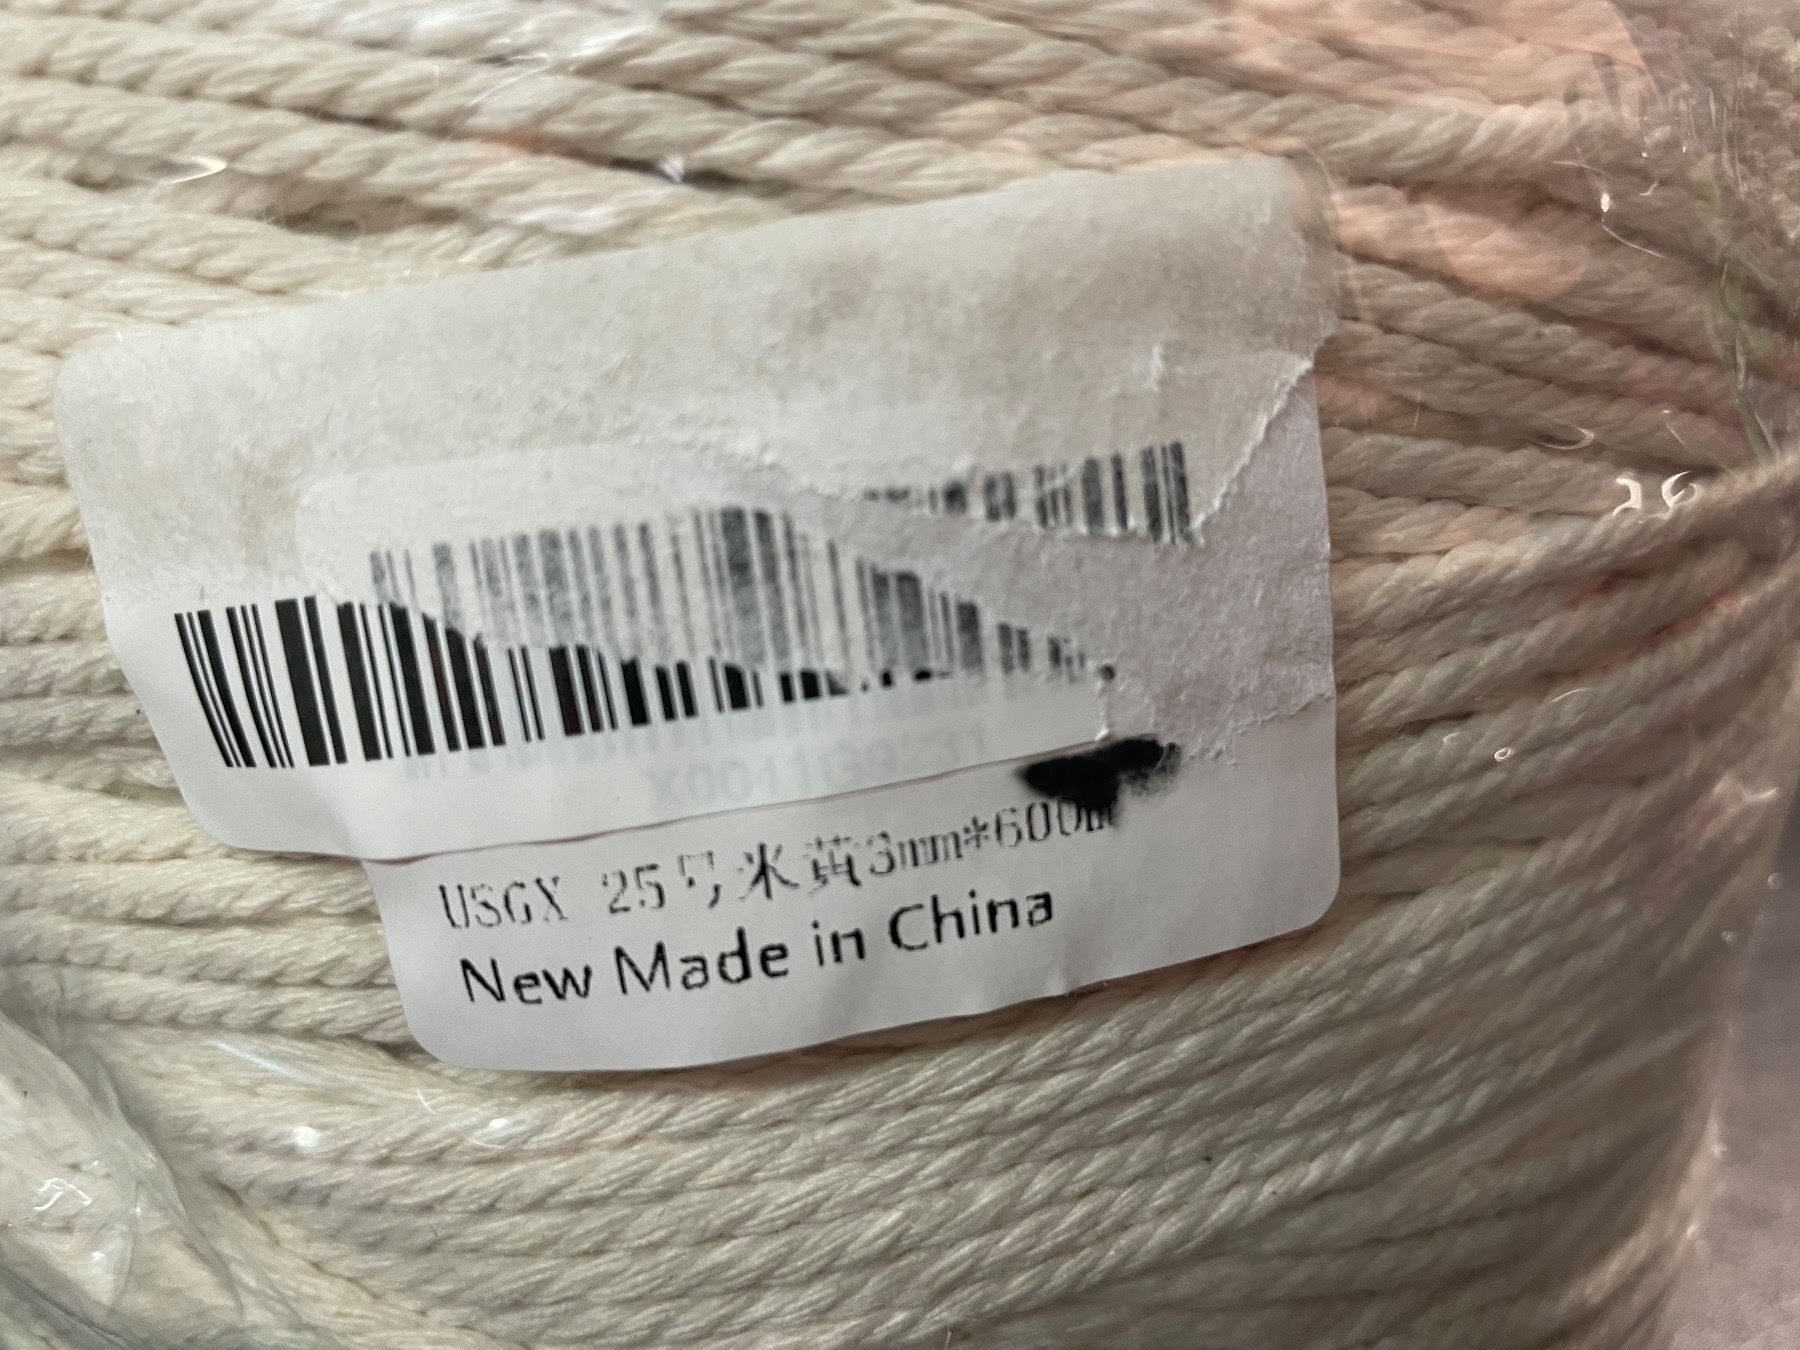 USGX 25号米黄3mm*600m
New Made in China